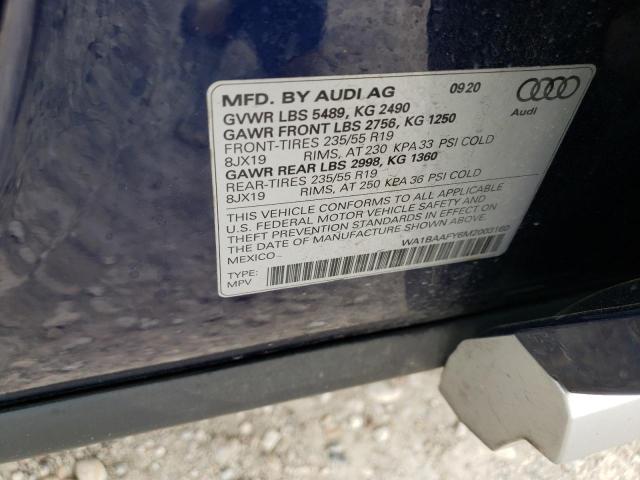 MFD. BY AUDI AG 09.20
GVWR LBS 5489, KG 2490
GAWR FRONT LBS 2756, KG 1250
FRONT-TIRES 235/55 R19
8JX19 RIMS, AT 230 KPA 33 PSI COLD
GAWR REAR LBS 2998, KG 1360
REAR-TIRES 235/55 R19
8JX19 RIMS, AT 250 KPA 36 PSI COLD
THIS VEHICLE CONFORMS TO ALL APPLICABLE
U.S. FEDERAL MOTOR VEHICLE SAFETY AND
THEFT PREVENTION STANDARDS IN EFFECT ON
THE DATE OF MANUFACTURE SHOWN ABOVE.
MEXICO
WA1BAAFY6M2003160
TYPE:
MPV
Audi